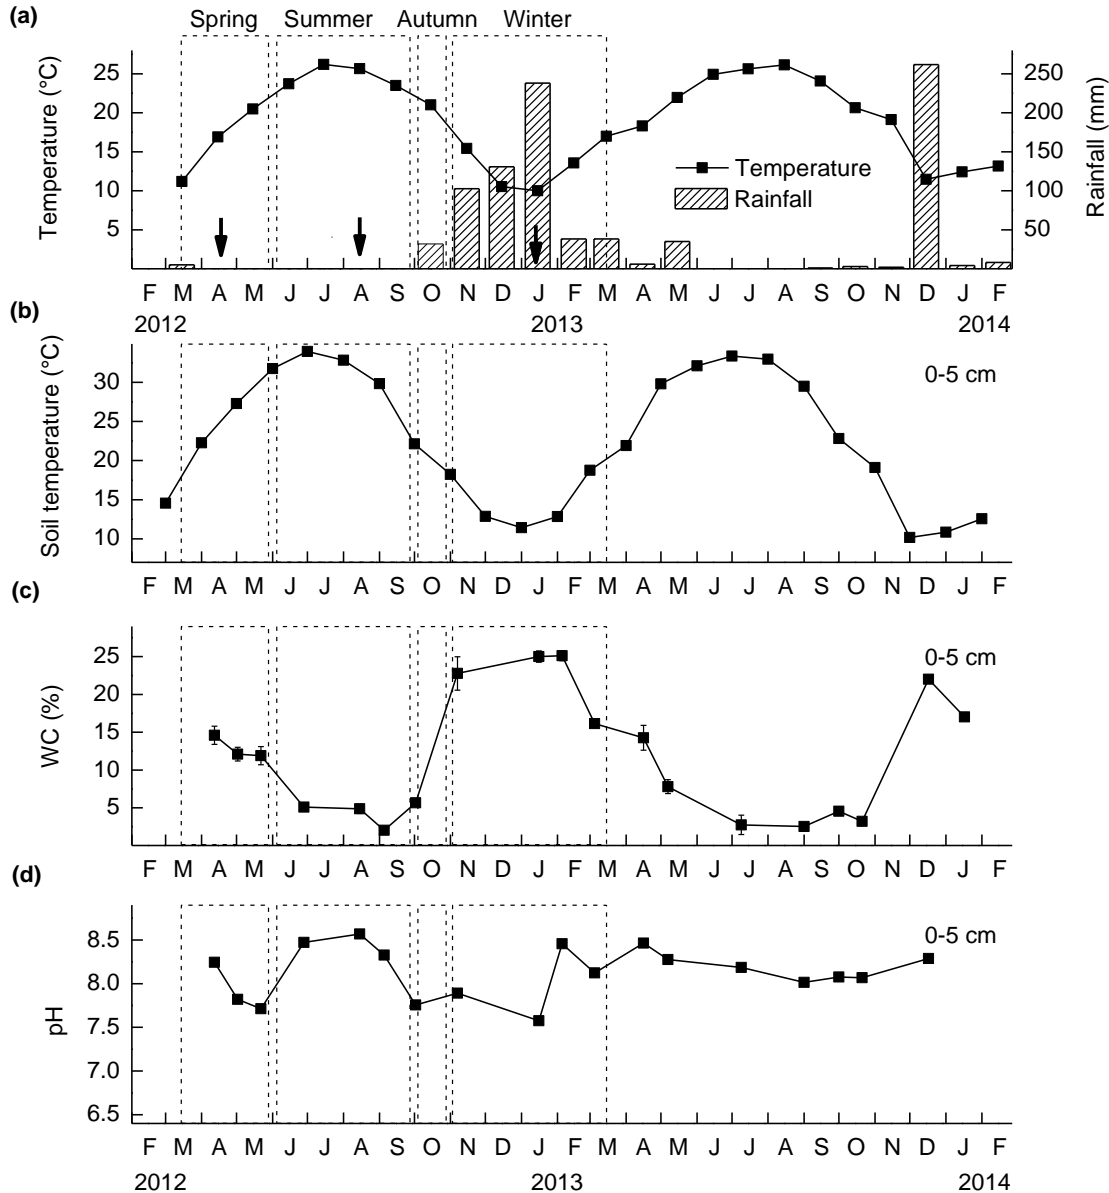 (a)
Spring Summer Autumn Winter
Temperature (°C)
25
20
15
10
5
250
200
150
100
50
Rainfall (mm)
Temperature
Rainfall
F M A M J J A S O N D J F M A M J J A S O N D J F
2012 2013 2014
(b)
Soil temperature (°C)
30
25
20
15
10
0-5 cm
F M A M J J A S O N D J F M A M J J A S O N D J F
(c)
WC (%)
25
20
15
10
5
0-5 cm
F M A M J J A S O N D J F M A M J J A S O N D J F
(d)
pH
8.5
8.0
7.5
7.0
6.5
0-5 cm
F M A M J J A S O N D J F M A M J J A S O N D J F
2012 2013 2014